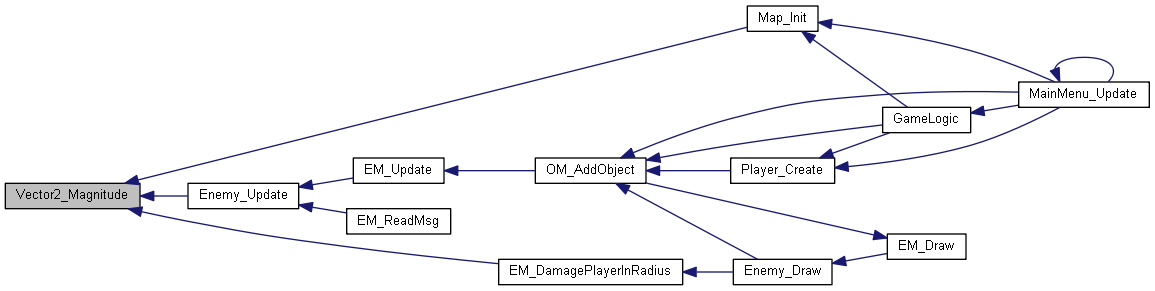 Map_Init
MainMenu_Update
GameLogic
EM_Update
OM_AddObject
Player_Create
Vector2_Magnitude
Enemy_Update
EM_ReadMsg
EM_Draw
EM_DamagePlayerInRadius
Enemy_Draw